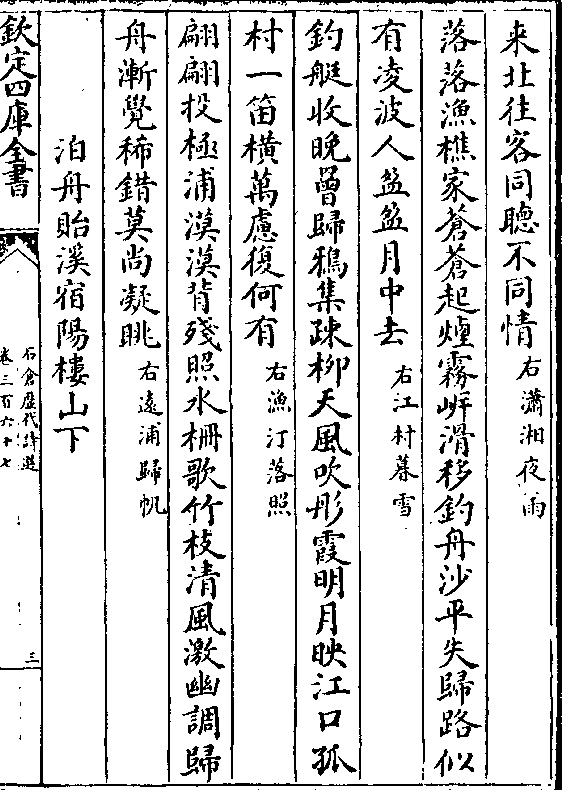 来北往客同聽不同情 右瀟湘夜雨
落落漁樵家蒼蒼起煙霧岸滑移釣舟沙平失歸路似
有凌波人盈盈月中去 右江村暮雪
釣艇收晚罾歸鴉集疎柳天風吹彤霞明月映江口孤
村一笛橫萬慮復何有 右漁汀落照
翩翩投極浦漠漠背殘照水柵歌竹枝清風激幽調歸
舟漸覺稀錯莫尚凝眺 右遠浦歸帆
泊舟貽溪宿陽樓山下
欽定四庫全書
石倉歷代詩選
卷三百六十七
三